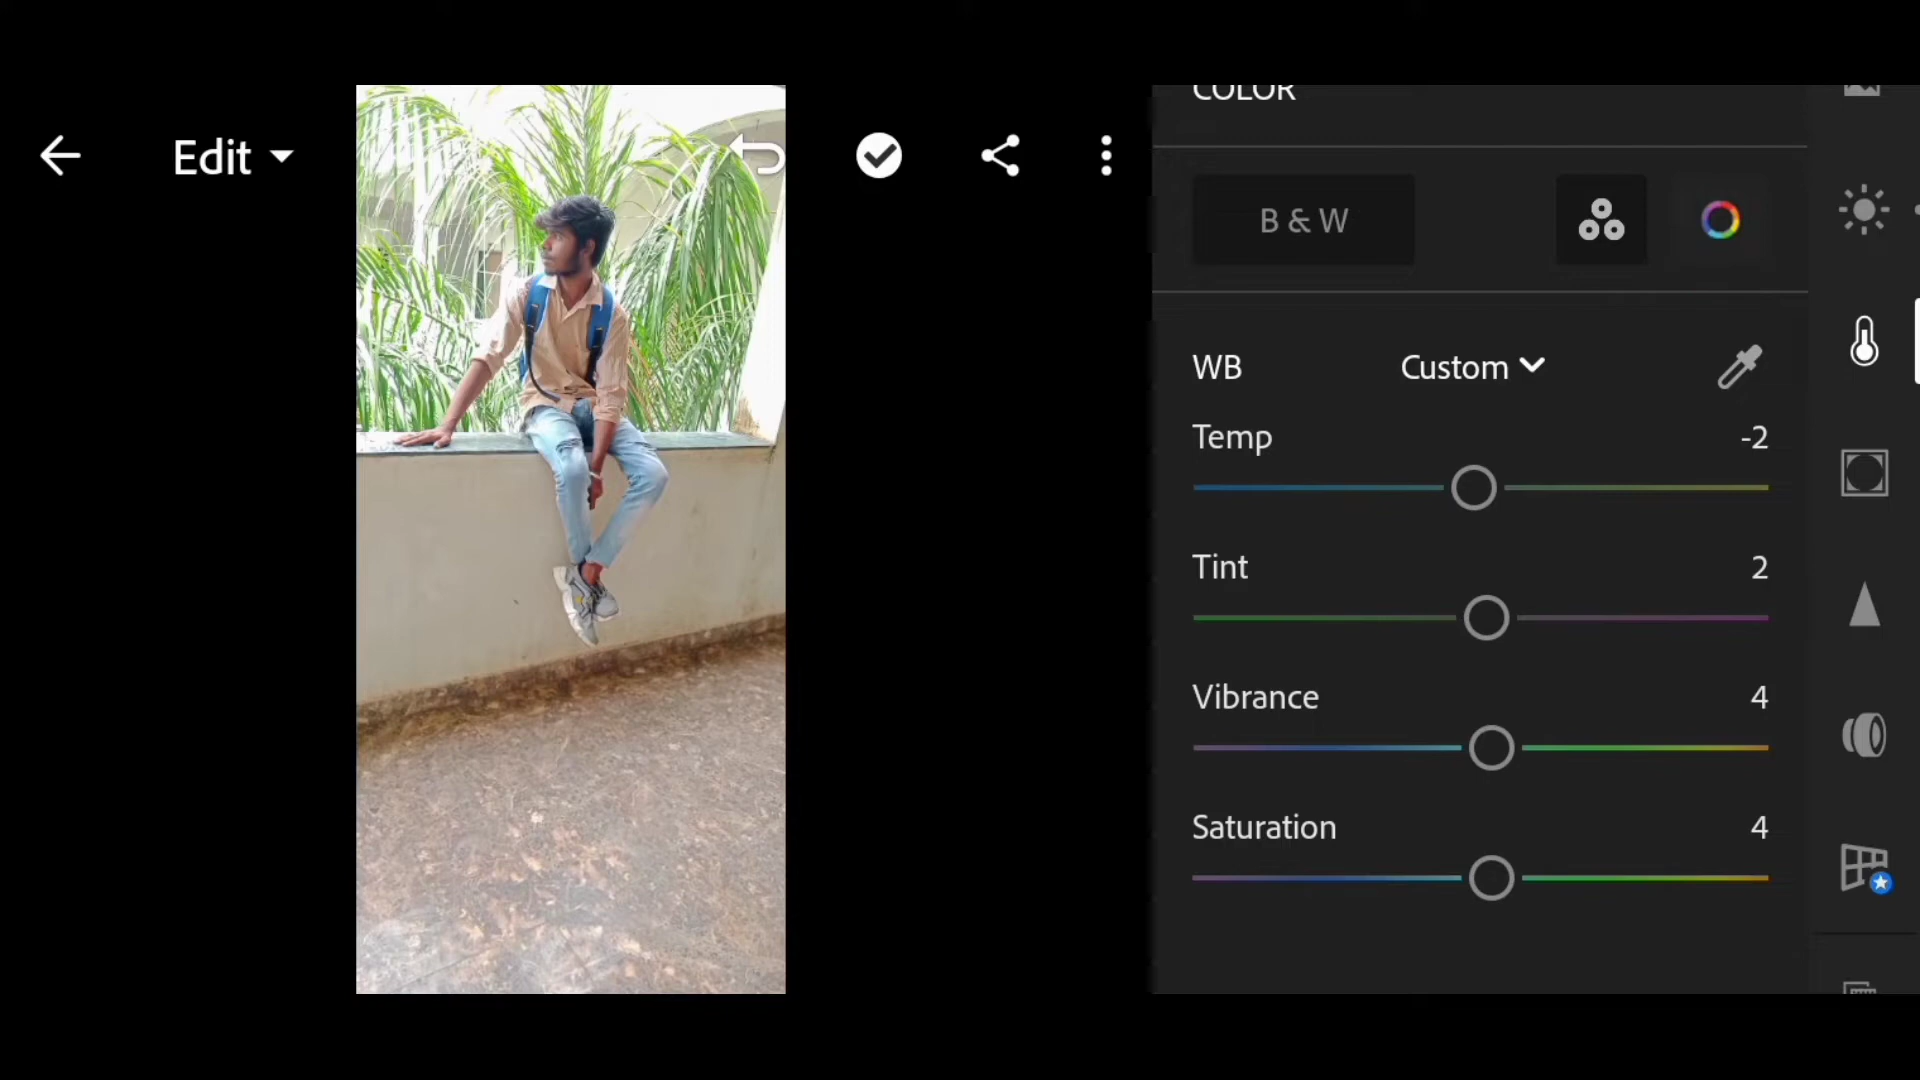 COLOR
Edit
B & W
WB Custom
Temp -2
Tint 2
Vibrance 4
Saturation 4